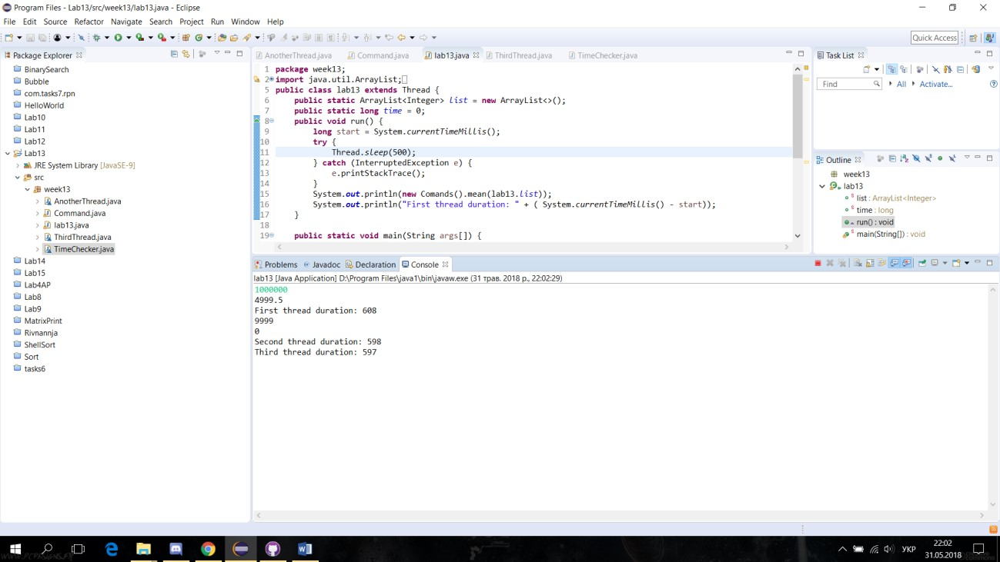 Program Files - Lab13/src/week13/lab13.java - Eclipse
File Edit Source Refactor Navigate Search Project Run Window Help
Quick Access
Package Explorer
BinarySearch
Bubble
com.tasks7.rpn
HelloWorld
Lab10
Lab11
Lab12
Lab13
JRE System Library [JavaSE-9]
src
week13
AnotherThread.java
Command.java
lab13.java
ThirdThread.java
TimeChecker.java
Lab14
Lab15
Lab4AP
Lab8
Lab9
MatrixPrint
Rivnannja
ShellSort
Sort
tasks6
AnotherThread.java Command.java lab13.java ThirdThread.java TimeChecker.java
1 package week13;
2 import java.util.ArrayList;
5 public class lab13 extends Thread {
6 public static ArrayList<Integer> list = new ArrayList<>();
7 public static long time = 0;
8 public void run() {
9 long start = System.currentTimeMillis();
10 try {
11 Thread.sleep(500);
12 } catch (InterruptedException e) {
13 e.printStackTrace();
14 }
15 System.out.println(new Comands().mean(lab13.list));
16 System.out.println("First thread duration: " + ( System.currentTimeMillis() - start));
17 }
18
19 public static void main(String args[]) {
Task List
Find All Activate...
Outline
week13
lab13
list : ArrayList<Integer>
time : long
run() : void
main(String[]) : void
Problems Javadoc Declaration Console
lab13 [Java Application] D:\Program Files\java1\bin\javaw.exe (31 трав. 2018 р., 22:02:29)
1000000
4999.5
First thread duration: 608
9999
0
Second thread duration: 598
Third thread duration: 597
УКР
22:02
31.05.2018